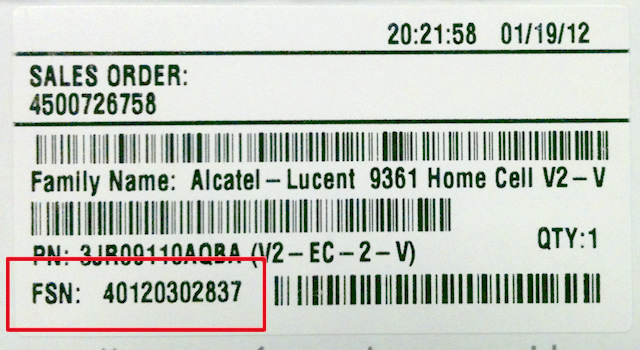 20:21:58 01/19/12
SALES ORDER:
4500726758
Family Name: Alcatel-Lucent 9361 Home Cell V2-V
QTY:1
PN: 3JR09110AQBA (V2-EC-2-V)
FSN: 40120302837